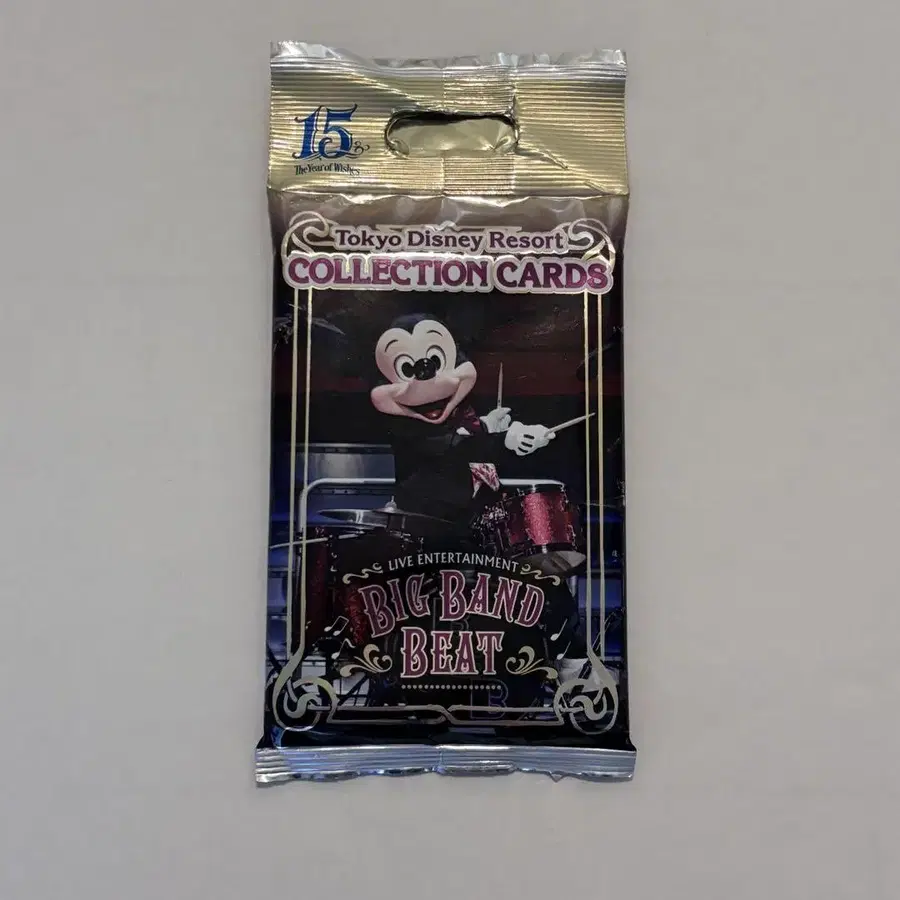 15
The Year of Wishes
Tokyo Disney Resort
COLLECTION CARDS
LIVE ENTERTAINMENT
BIG BAND
BEAT